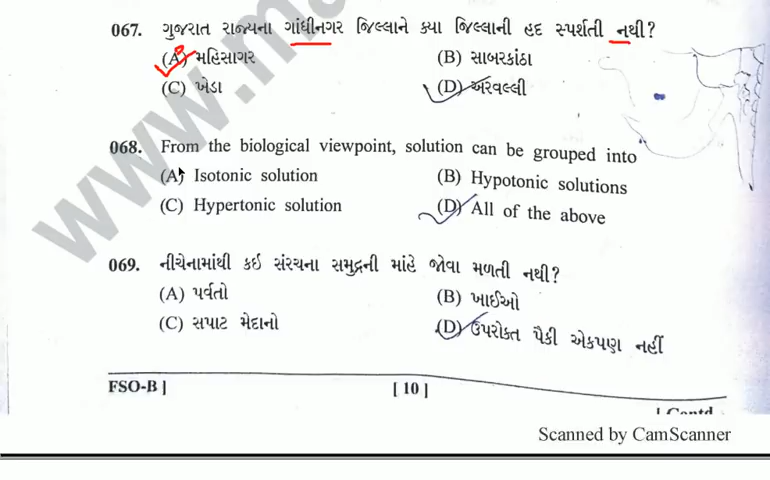 067. ગુજરાત રાજ્યના ગાંધીનગર જિલ્લાને ક્યા જિલ્લાની હદ સ્પર્શતી નથી?
(A) મહિસાગર (B) સાબરકાંઠા
(C) ખેડા (D) અરવલ્લી
068. From the biological viewpoint, solution can be grouped into
(A) Isotonic solution (B) Hypotonic solutions
(C) Hypertonic solution (D) All of the above
069. નીચેનામાંથી કઇ સંરચના સમુદ્રની માંહે જોવા મળતી નથી?
(A) પર્વતો (B) ખાઈઓ
(C) સપાટ મેદાનો (D) ઉપરોક્ત પૈકી એકપણ નહીં
FSO-B ] [ 10 ]
Scanned by CamScanner
www.m